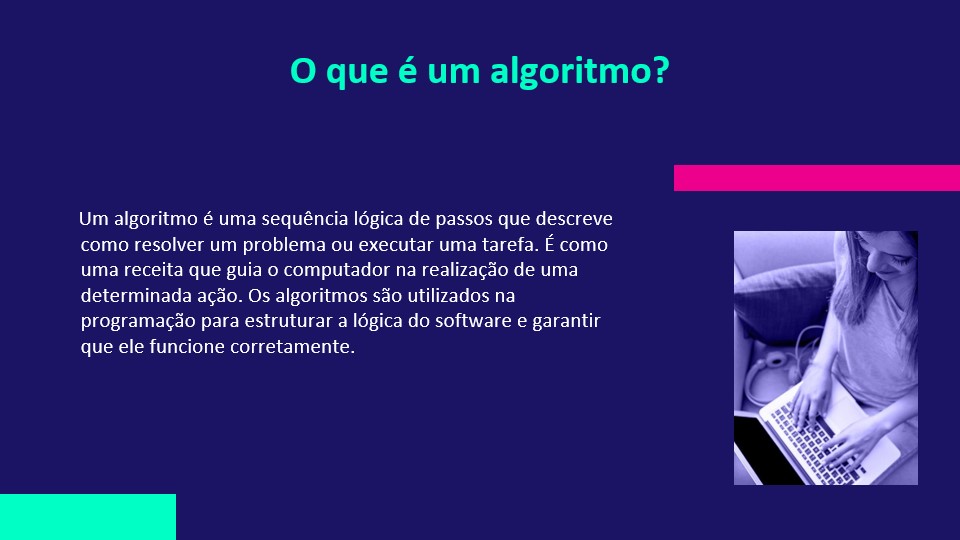 O que é um algoritmo?
Um algoritmo é uma sequência lógica de passos que descreve
como resolver um problema ou executar uma tarefa. É como
uma receita que guia o computador na realização de uma
determinada ação. Os algoritmos são utilizados na
programação para estruturar a lógica do software e garantir
que ele funcione corretamente.